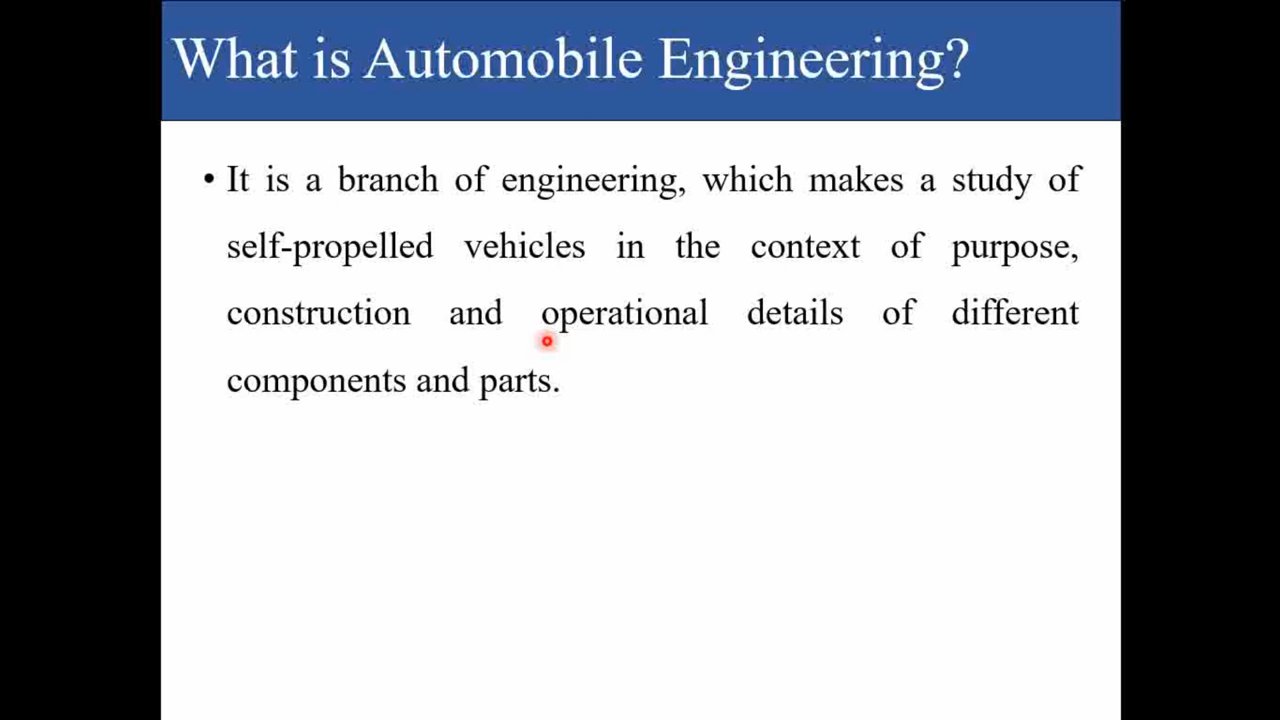 What is Automobile Engineering?
• It is a branch of engineering, which makes a study of
self-propelled vehicles in the context of purpose,
construction and operational details of different
components and parts.